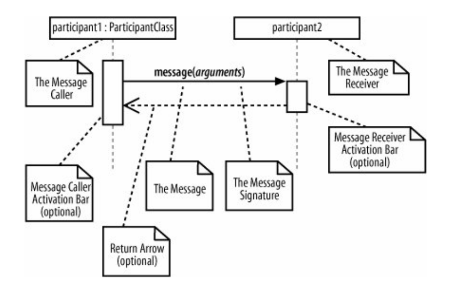 participant1 : ParticipantClass
participant2
message(arguments)
The Message
Caller
The Message
Receiver
Message Receiver
Activation Bar
(optional)
Message Caller
Activation Bar
(optional)
The Message
The Message
Signature
Return Arrow
(optional)